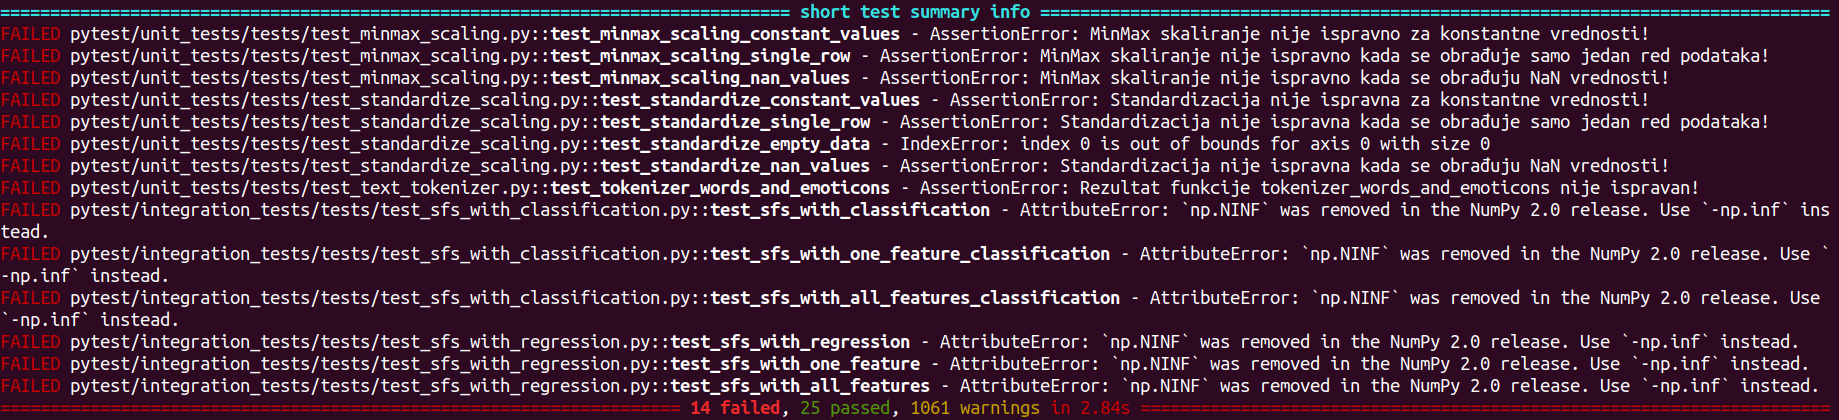 =============================================================================== short test summary info ===============================================================================
FAILED pytest/unit_tests/tests/test_minmax_scaling.py::test_minmax_scaling_constant_values - AssertionError: MinMax skaliranje nije ispravno za konstantne vrednosti!
FAILED pytest/unit_tests/tests/test_minmax_scaling.py::test_minmax_scaling_single_row - AssertionError: MinMax skaliranje nije ispravno kada se obrađuje samo jedan red podataka!
FAILED pytest/unit_tests/tests/test_minmax_scaling.py::test_minmax_scaling_nan_values - AssertionError: MinMax skaliranje nije ispravno kada se obrađuju NaN vrednosti!
FAILED pytest/unit_tests/tests/test_standardize_scaling.py::test_standardize_constant_values - AssertionError: Standardizacija nije ispravna za konstantne vrednosti!
FAILED pytest/unit_tests/tests/test_standardize_scaling.py::test_standardize_single_row - AssertionError: Standardizacija nije ispravna kada se obrađuje samo jedan red podataka!
FAILED pytest/unit_tests/tests/test_standardize_scaling.py::test_standardize_empty_data - IndexError: index 0 is out of bounds for axis 0 with size 0
FAILED pytest/unit_tests/tests/test_standardize_scaling.py::test_standardize_nan_values - AssertionError: Standardizacija nije ispravna kada se obrađuju NaN vrednosti!
FAILED pytest/unit_tests/tests/test_text_tokenizer.py::test_tokenizer_words_and_emoticons - AssertionError: Rezultat funkcije tokenizer_words_and_emoticons nije ispravan!
FAILED pytest/integration_tests/tests/test_sfs_with_classification.py::test_sfs_with_classification - AttributeError: `np.NINF` was removed in the NumPy 2.0 release. Use `-np.inf` ins
tead.
FAILED pytest/integration_tests/tests/test_sfs_with_classification.py::test_sfs_with_one_feature_classification - AttributeError: `np.NINF` was removed in the NumPy 2.0 release. Use `
-np.inf` instead.
FAILED pytest/integration_tests/tests/test_sfs_with_classification.py::test_sfs_with_all_features_classification - AttributeError: `np.NINF` was removed in the NumPy 2.0 release. Use
`-np.inf` instead.
FAILED pytest/integration_tests/tests/test_sfs_with_regression.py::test_sfs_with_regression - AttributeError: `np.NINF` was removed in the NumPy 2.0 release. Use `-np.inf` instead.
FAILED pytest/integration_tests/tests/test_sfs_with_regression.py::test_sfs_with_one_feature - AttributeError: `np.NINF` was removed in the NumPy 2.0 release. Use `-np.inf` instead.
FAILED pytest/integration_tests/tests/test_sfs_with_regression.py::test_sfs_with_all_features - AttributeError: `np.NINF` was removed in the NumPy 2.0 release. Use `-np.inf` instead.
==================================================================== 14 failed, 25 passed, 1061 warnings in 2.84s =====================================================================